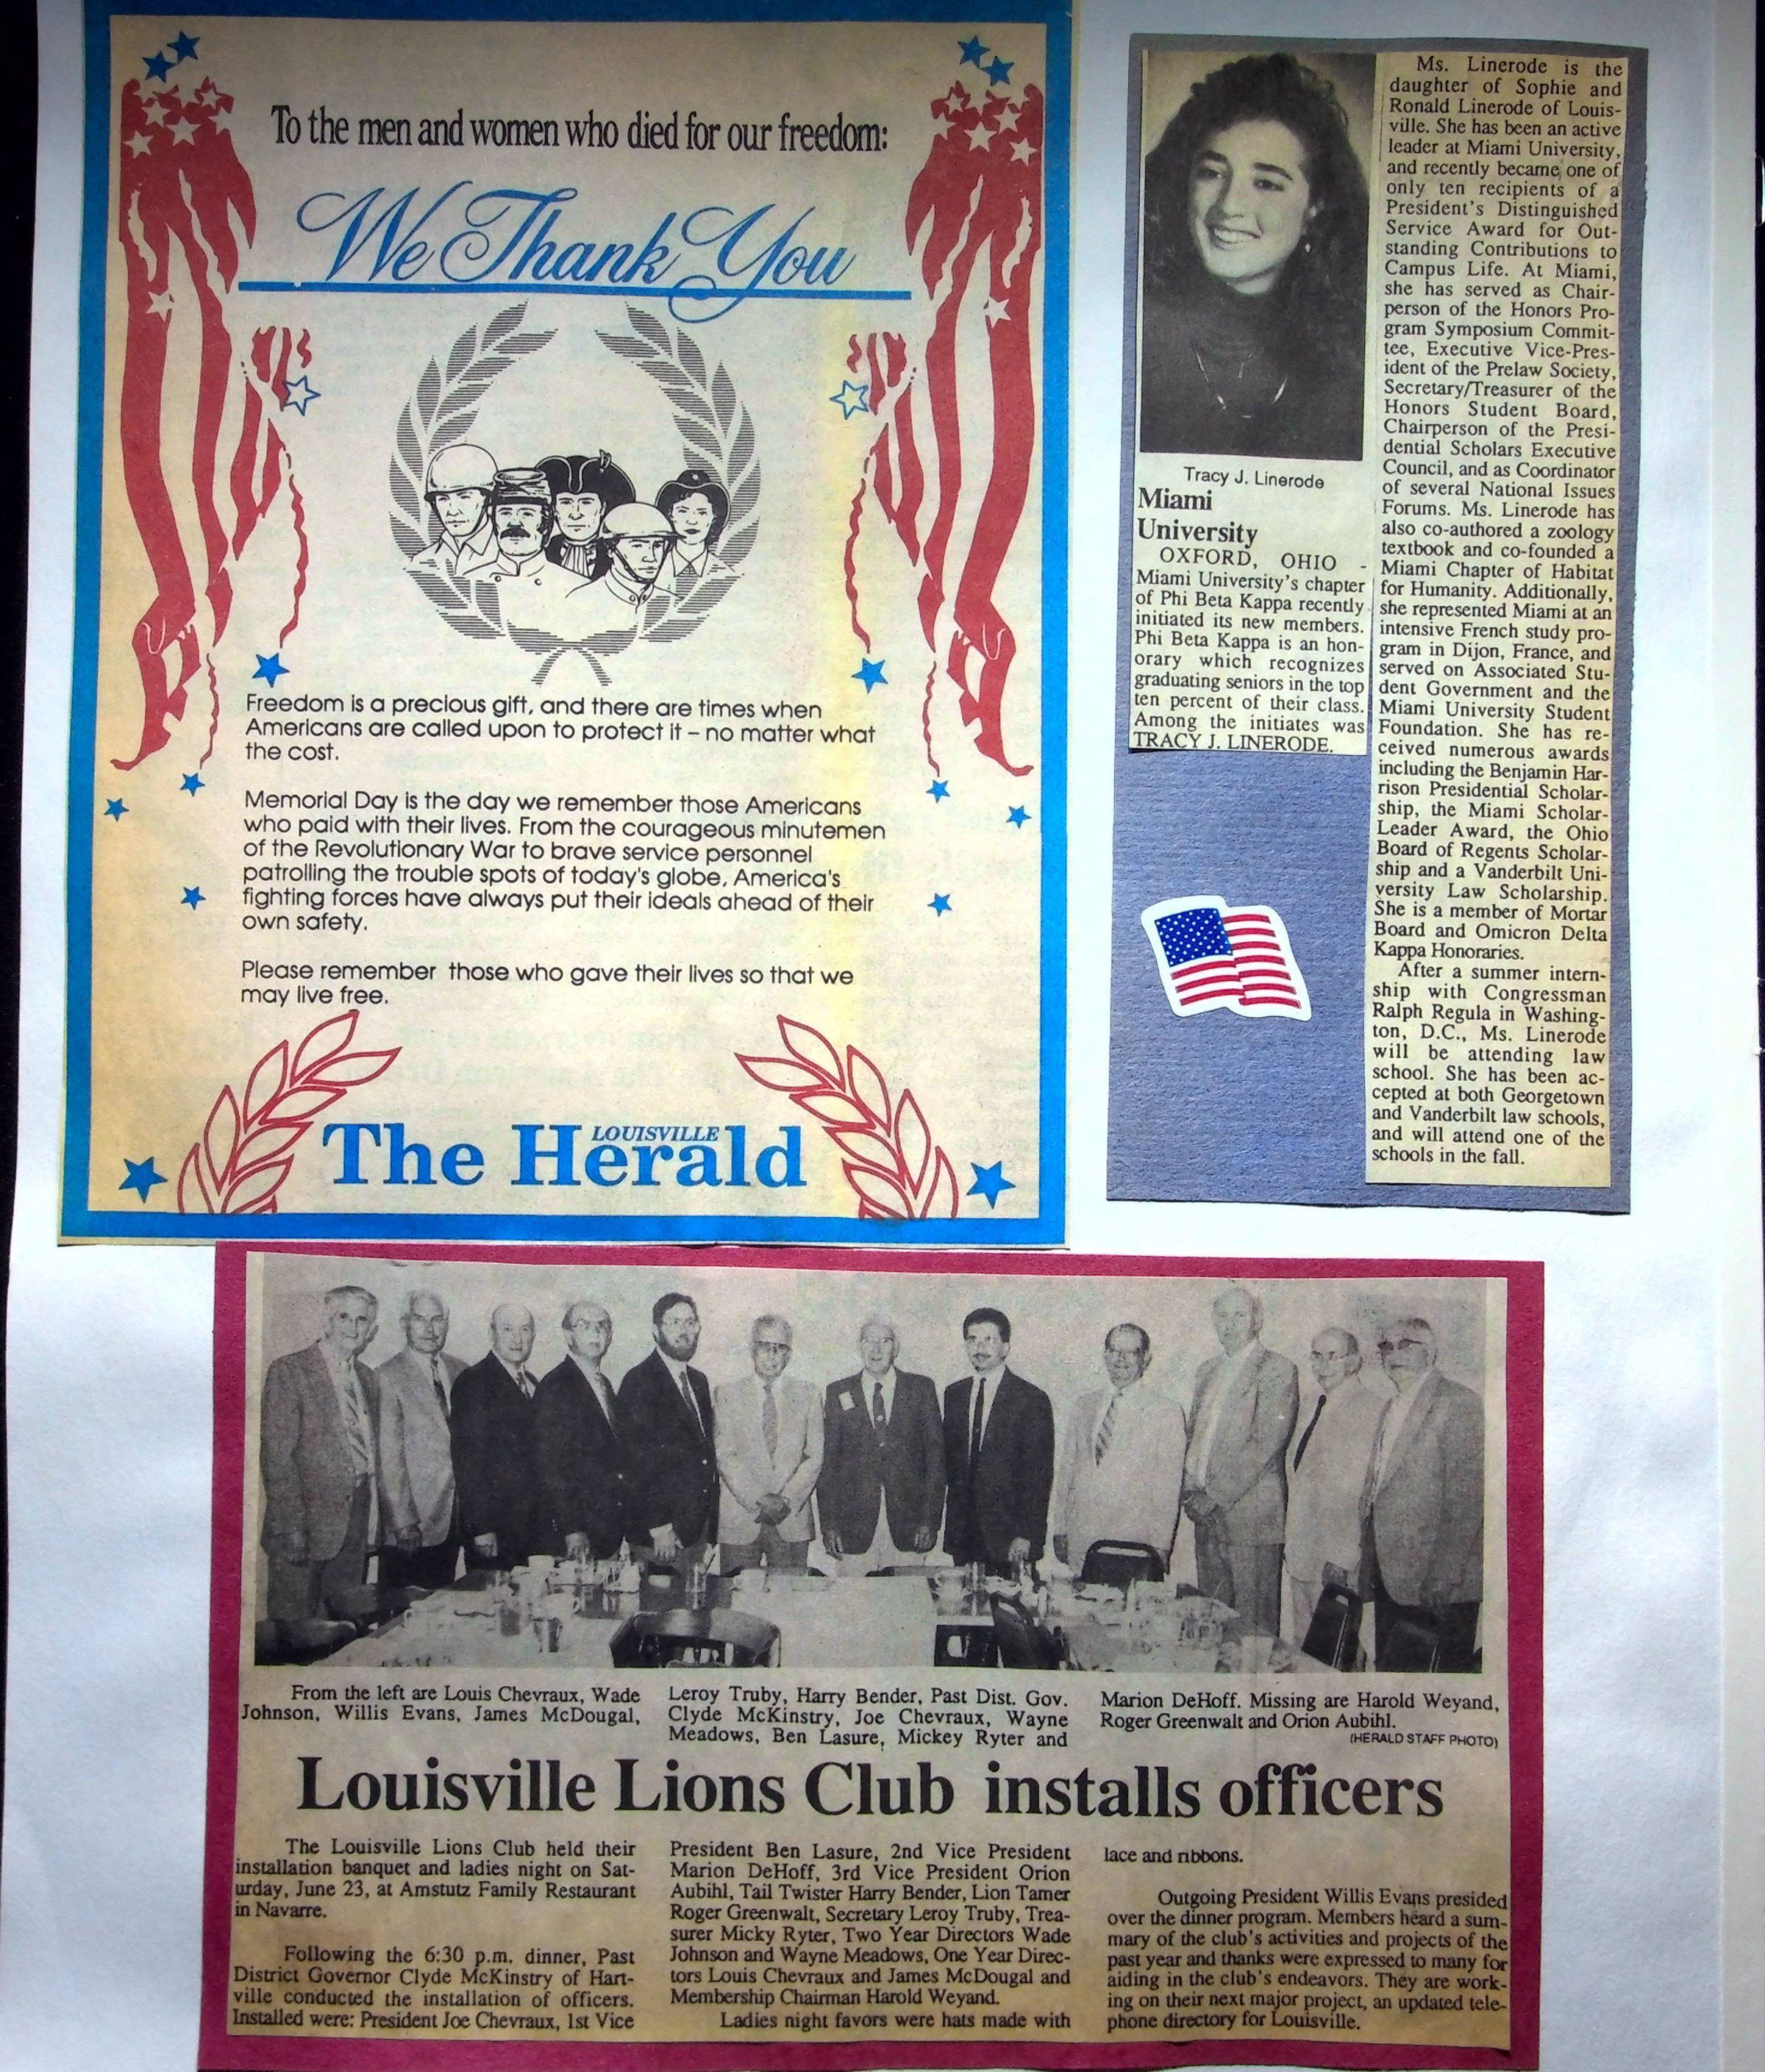 To the men and women who died for our freedom:
We Thank You
Freedom is a precious gift, and there are times when
Americans are called upon to protect it – no matter what
the cost.
Memorial Day is the day we remember those Americans
who paid with their lives. From the courageous minutemen
of the Revolutionary War to brave service personnel
patrolling the trouble spots of today's globe, America's
fighting forces have always put their ideals ahead of their
own safety.
Please remember those who gave their lives so that we
may live free.
The Herald
LOUISVILLE
Tracy J. Linerode
Miami
University
OXFORD, OHIO -
Miami University's chapter
of Phi Beta Kappa recently
initiated its new members.
Phi Beta Kappa is an hon-
orary which recognizes
graduating seniors in the top
ten percent of their class.
Among the initiates was
TRACY J. LINERODE.
Ms. Linerode is the
daughter of Sophie and
Ronald Linerode of Louis-
ville. She has been an active
leader at Miami University,
and recently became one of
only ten recipients of a
President's Distinguished
Service Award for Out-
standing Contributions to
Campus Life. At Miami,
she has served as Chair-
person of the Honors Pro-
gram Symposium Commit-
tee, Executive Vice-Pres-
ident of the Prelaw Society,
Secretary/Treasurer of the
Honors Student Board,
Chairperson of the Presi-
dential Scholars Executive
Council, and as Coordinator
of several National Issues
Forums. Ms. Linerode has
also co-authored a zoology
textbook and co-founded a
Miami Chapter of Habitat
for Humanity. Additionally,
she represented Miami at an
intensive French study pro-
gram in Dijon, France, and
served on Associated Stu-
dent Government and the
Miami University Student
Foundation. She has re-
ceived numerous awards
including the Benjamin Har-
rison Presidential Scholar-
ship, the Miami Scholar-
Leader Award, the Ohio
Board of Regents Scholar-
ship and a Vanderbilt Uni-
versity Law Scholarship.
She is a member of Mortar
Board and Omicron Delta
Kappa Honoraries.
After a summer intern-
ship with Congressman
Ralph Regula in Washing-
ton, D.C., Ms. Linerode
will be attending law
school. She has been ac-
cepted at both Georgetown
and Vanderbilt law schools,
and will attend one of the
schools in the fall.
From the left are Louis Chevraux, Wade
Johnson, Willis Evans, James McDougal,
Leroy Truby, Harry Bender, Past Dist. Gov.
Clyde McKinstry, Joe Chevraux, Wayne
Meadows, Ben Lasure, Mickey Ryter and
Marion DeHoff. Missing are Harold Weyand,
Roger Greenwalt and Orion Aubihl.
(HERALD STAFF PHOTO)
Louisville Lions Club installs officers
The Louisville Lions Club held their
installation banquet and ladies night on Sat-
urday, June 23, at Amstutz Family Restaurant
in Navarre.
Following the 6:30 p.m. dinner, Past
District Governor Clyde McKinstry of Hart-
ville conducted the installation of officers.
Installed were: President Joe Chevraux, 1st Vice
President Ben Lasure, 2nd Vice President
Marion DeHoff, 3rd Vice President Orion
Aubihl, Tail Twister Harry Bender, Lion Tamer
Roger Greenwalt, Secretary Leroy Truby, Trea-
surer Micky Ryter, Two Year Directors Wade
Johnson and Wayne Meadows, One Year Direc-
tors Louis Chevraux and James McDougal and
Membership Chairman Harold Weyand.
Ladies night favors were hats made with
lace and ribbons.
Outgoing President Willis Evans presided
over the dinner program. Members heard a sum-
mary of the club's activities and projects of the
past year and thanks were expressed to many for
aiding in the club's endeavors. They are work-
ing on their next major project, an updated tele-
phone directory for Louisville.